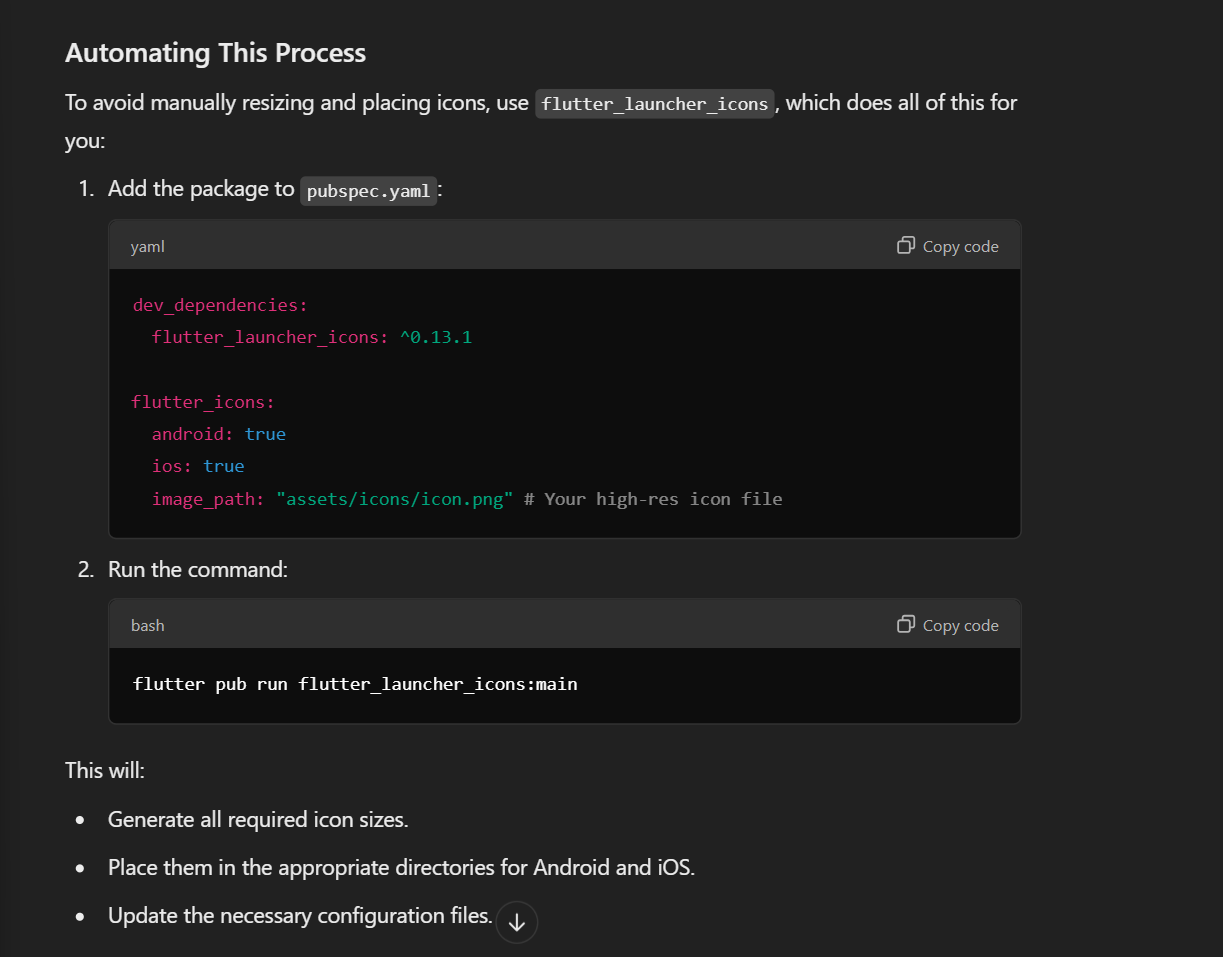 Automating This Process
To avoid manually resizing and placing icons, use flutter_launcher_icons, which does all of this for
you:
1. Add the package to pubspec.yaml:
yaml Copy code
dev_dependencies:
  flutter_launcher_icons: ^0.13.1

flutter_icons:
  android: true
  ios: true
  image_path: "assets/icons/icon.png" # Your high-res icon file
2. Run the command:
bash Copy code
flutter pub run flutter_launcher_icons:main
This will:
• Generate all required icon sizes.
• Place them in the appropriate directories for Android and iOS.
• Update the necessary configuration files.